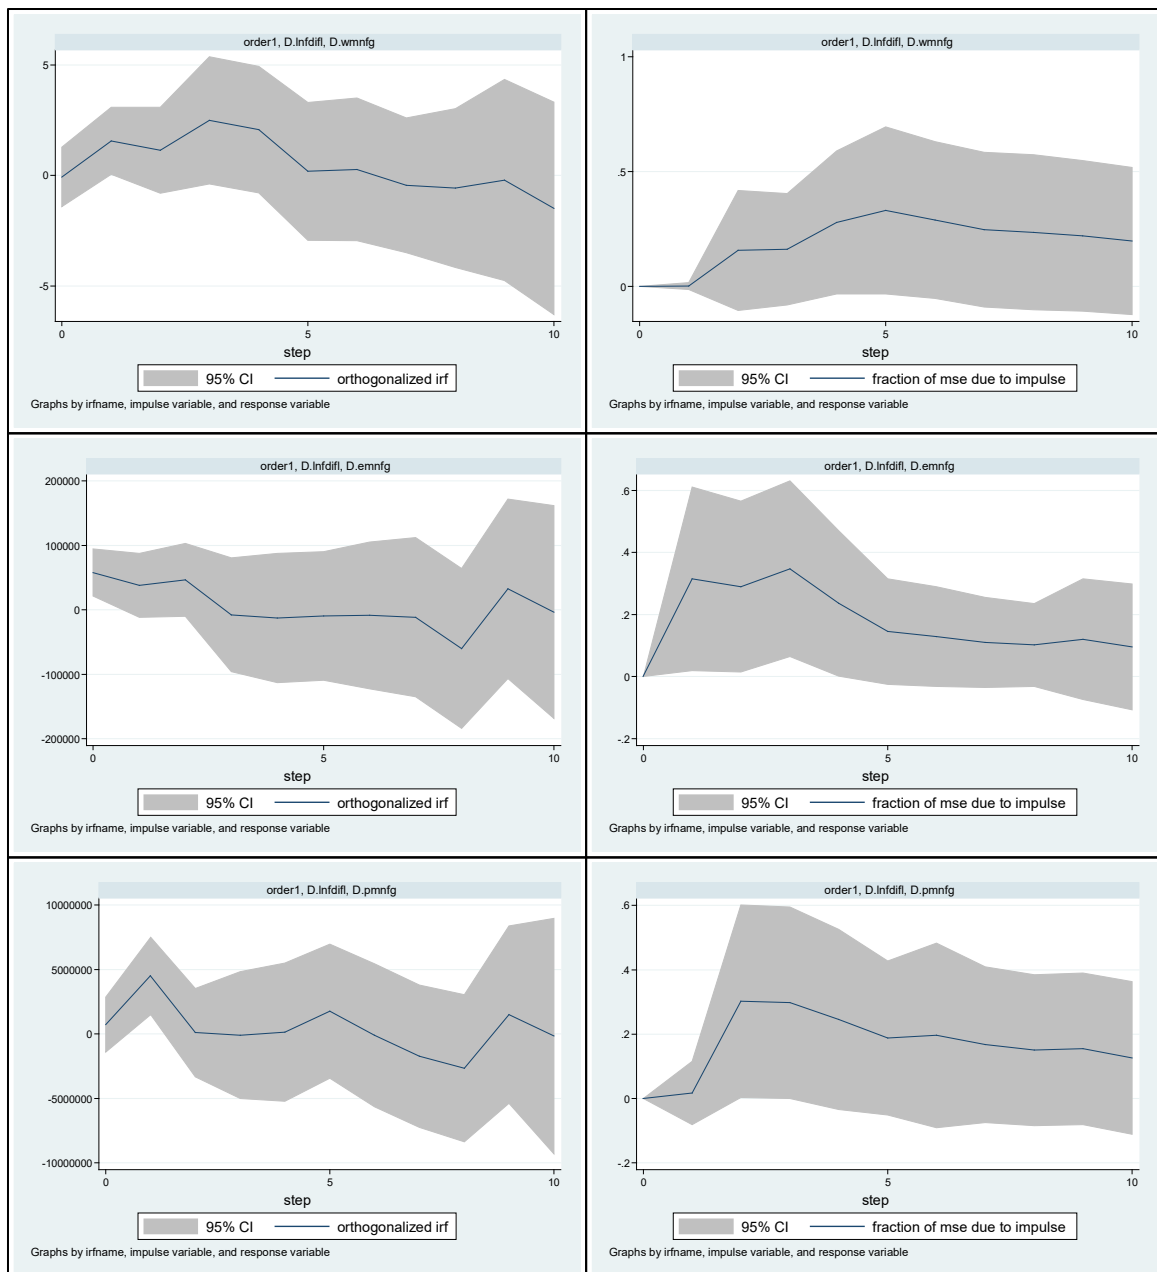 order1, D.lnfdifl, D.wmnfg
5
0
-5
0
5
10
step
95% CI
orthogonalized irf
Graphs by irfname, impulse variable, and response variable
order1, D.lnfdifl, D.wmnfg
1
.5
0
0
5
10
step
95% CI
fraction of mse due to impulse
Graphs by irfname, impulse variable, and response variable
order1, D.lnfdifl, D.emnfg
200000
100000
0
-100000
-200000
0
5
10
step
95% CI
orthogonalized irf
Graphs by irfname, impulse variable, and response variable
order1, D.lnfdifl, D.emnfg
.6
.4
.2
0
-.2
0
5
10
step
95% CI
fraction of mse due to impulse
Graphs by irfname, impulse variable, and response variable
order1, D.lnfdifl, D.pmnfg
10000000
5000000
0
-5000000
-10000000
0
5
10
step
95% CI
orthogonalized irf
Graphs by irfname, impulse variable, and response variable
order1, D.lnfdifl, D.pmnfg
.6
.4
.2
0
-.2
0
5
10
step
95% CI
fraction of mse due to impulse
Graphs by irfname, impulse variable, and response variable